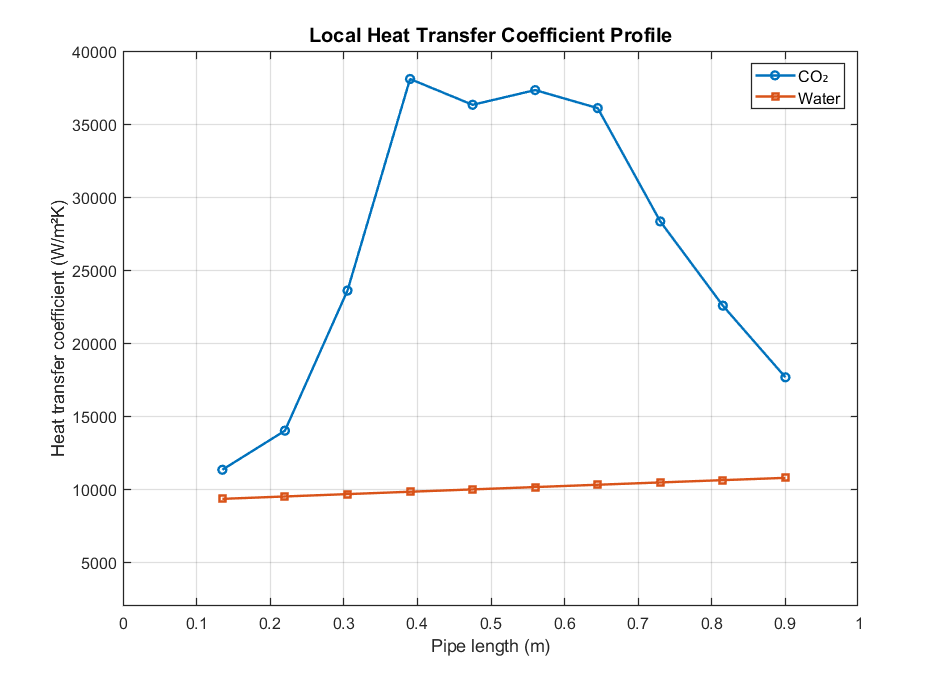 Local Heat Transfer Coefficient Profile
CO₂
Water
Heat transfer coefficient (W/m²K)
40000
35000
30000
25000
20000
15000
10000
5000
0 0.1 0.2 0.3 0.4 0.5 0.6 0.7 0.8 0.9 1
Pipe length (m)